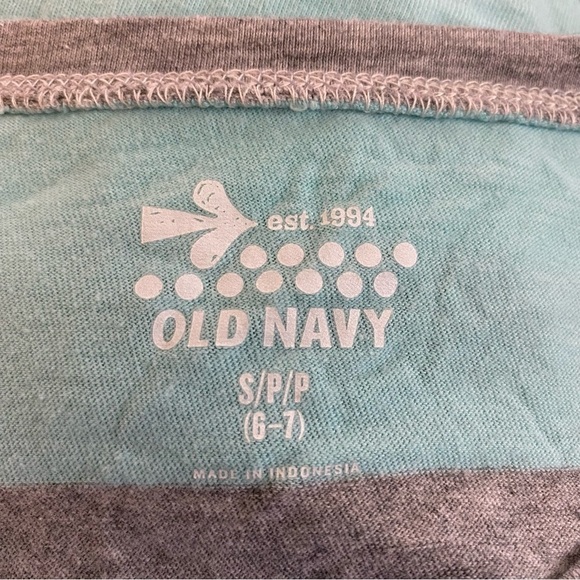 est. 1994
OLD NAVY
S/P/P
(6-7)
MADE IN INDONESIA